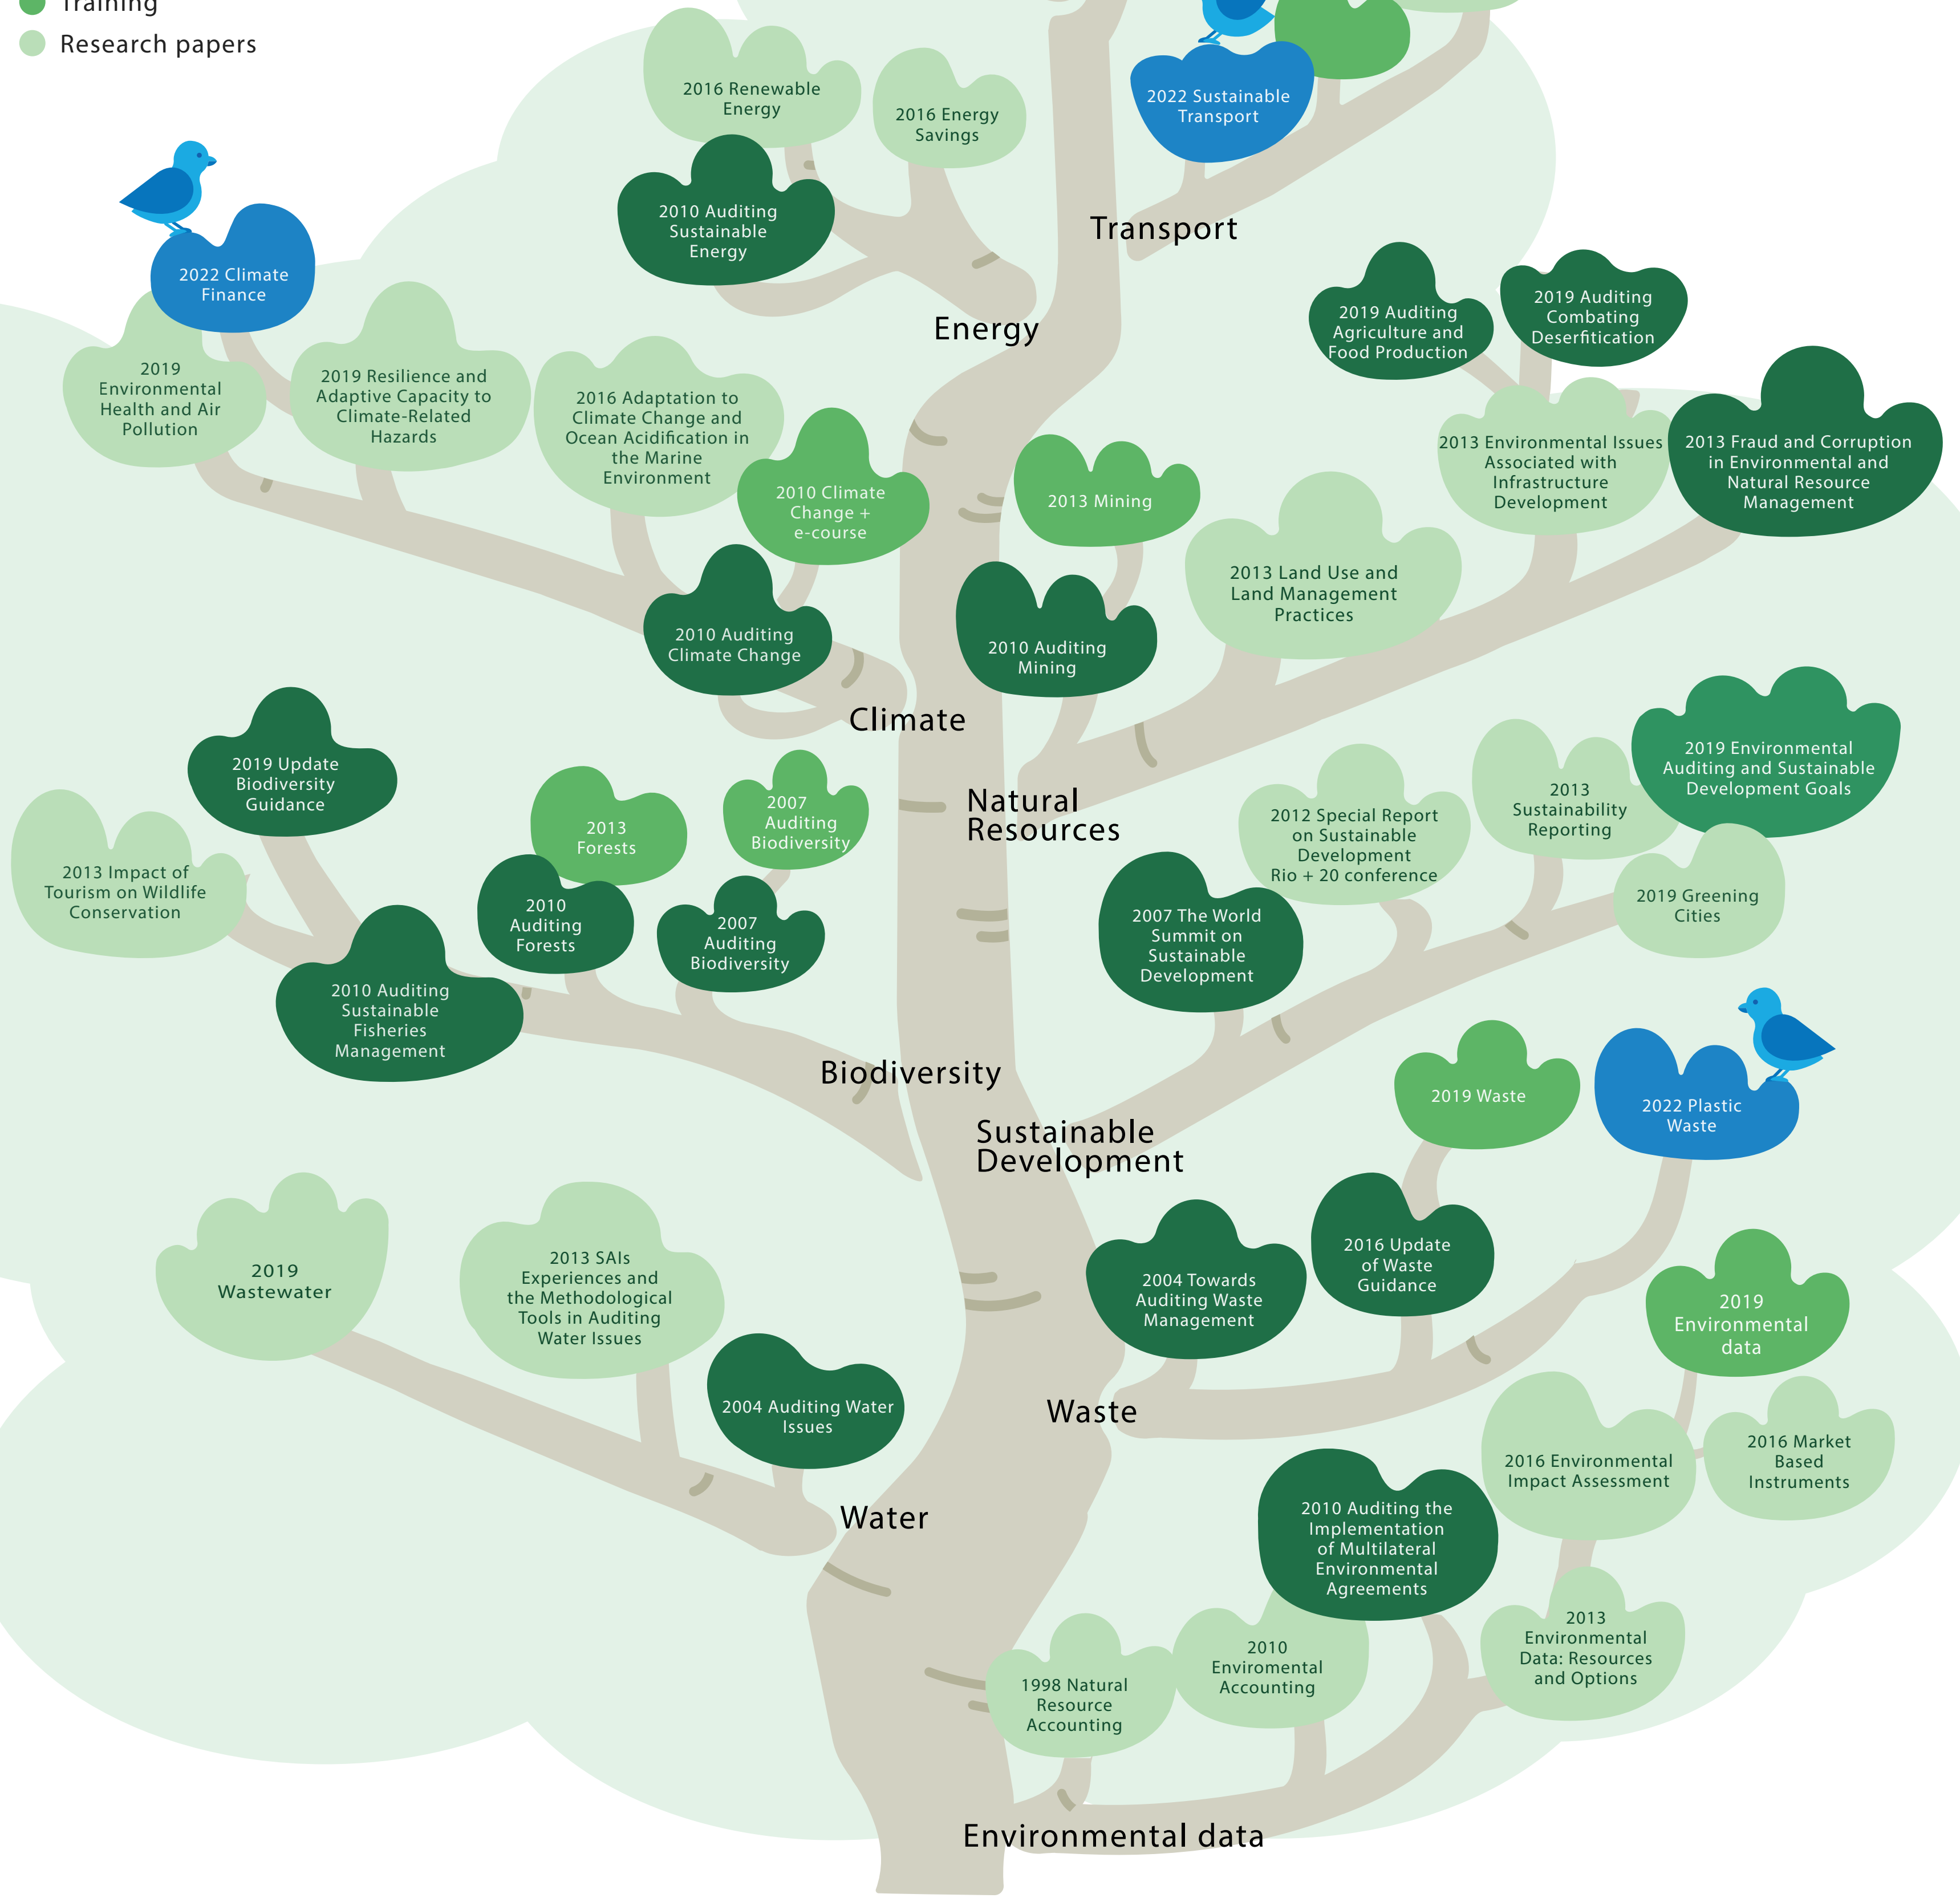 Training
Research papers
2016 Renewable
Energy
2016 Energy
Savings
2022 Sustainable
Transport
2010 Auditing
Sustainable
Energy
Transport
2022 Climate
Finance
Energy
2019 Auditing
Agriculture and
Food Production
2019 Auditing
Combating
Deserfitication
2019
Environmental
Health and Air
Pollution
2019 Resilience and
Adaptive Capacity to
Climate-Related
Hazards
2016 Adaptation to
Climate Change and
Ocean Acidification in
the Marine
Environment
2010 Climate
Change +
e-course
2013 Mining
2013 Environmental Issues
Associated with
Infrastructure
Development
2013 Fraud and Corruption
in Environmental and
Natural Resource
Management
2013 Land Use and
Land Management
Practices
2010 Auditing
Climate Change
2010 Auditing
Mining
Climate
2019 Update
Biodiversity
Guidance
2013
Forests
2007
Auditing
Biodiversity
Natural
Resources
2012 Special Report
on Sustainable
Development
Rio + 20 conference
2013
Sustainability
Reporting
2019 Environmental
Auditing and Sustainable
Development Goals
2013 Impact of
Tourism on Wildlife
Conservation
2010
Auditing
Forests
2007
Auditing
Biodiversity
2007 The World
Summit on
Sustainable
Development
2019 Greening
Cities
2010 Auditing
Sustainable
Fisheries
Management
Biodiversity
2019 Waste
2022 Plastic
Waste
Sustainable
Development
2019
Wastewater
2013 SAIs
Experiences and
the Methodological
Tools in Auditing
Water Issues
2004 Towards
Auditing Waste
Management
2016 Update
of Waste
Guidance
2019
Environmental
data
2004 Auditing Water
Issues
Waste
2016 Environmental
Impact Assessment
2016 Market
Based
Instruments
Water
2010 Auditing the
Implementation
of Multilateral
Environmental
Agreements
1998 Natural
Resource
Accounting
2010
Enviromental
Accounting
2013
Environmental
Data: Resources
and Options
Environmental data